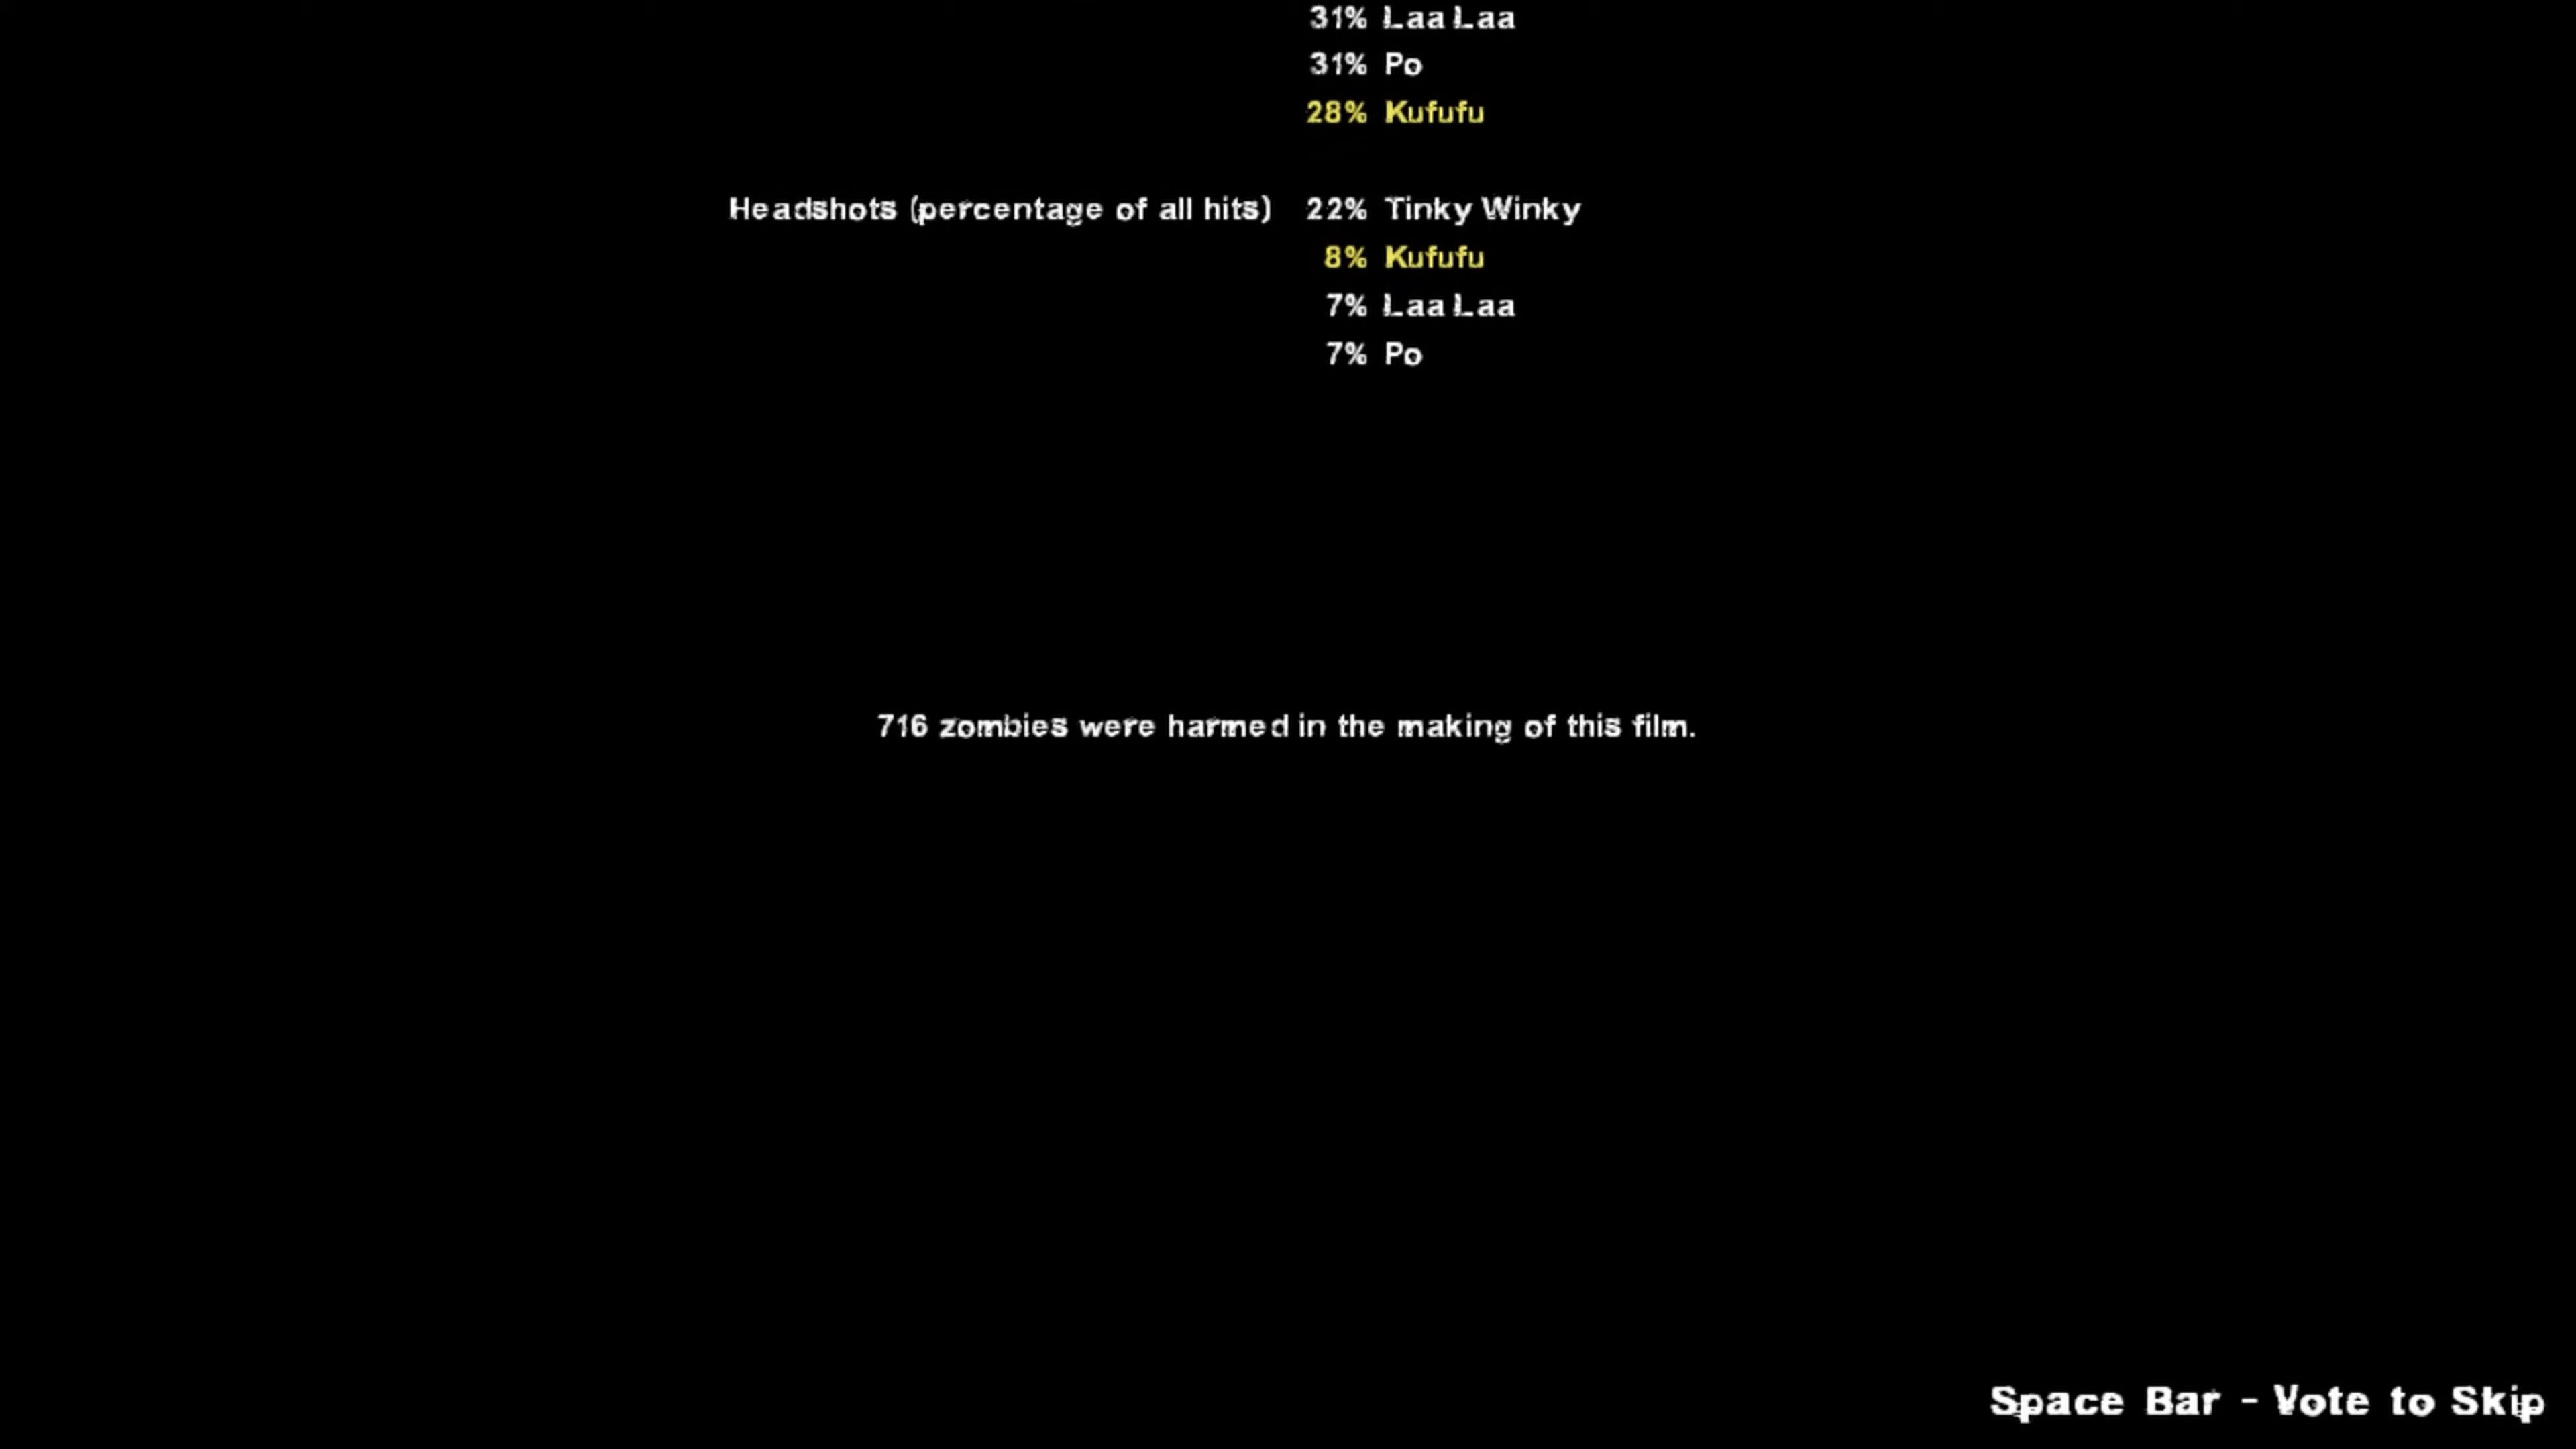 31% Laa Laa
31% Po
28% Kufufu
Headshots (percentage of all hits) 22% Tinky Winky
8% Kufufu
7% Laa Laa
7% Po
716 zombies were harmed in the making of this film.
Space Bar - Vote to Skip